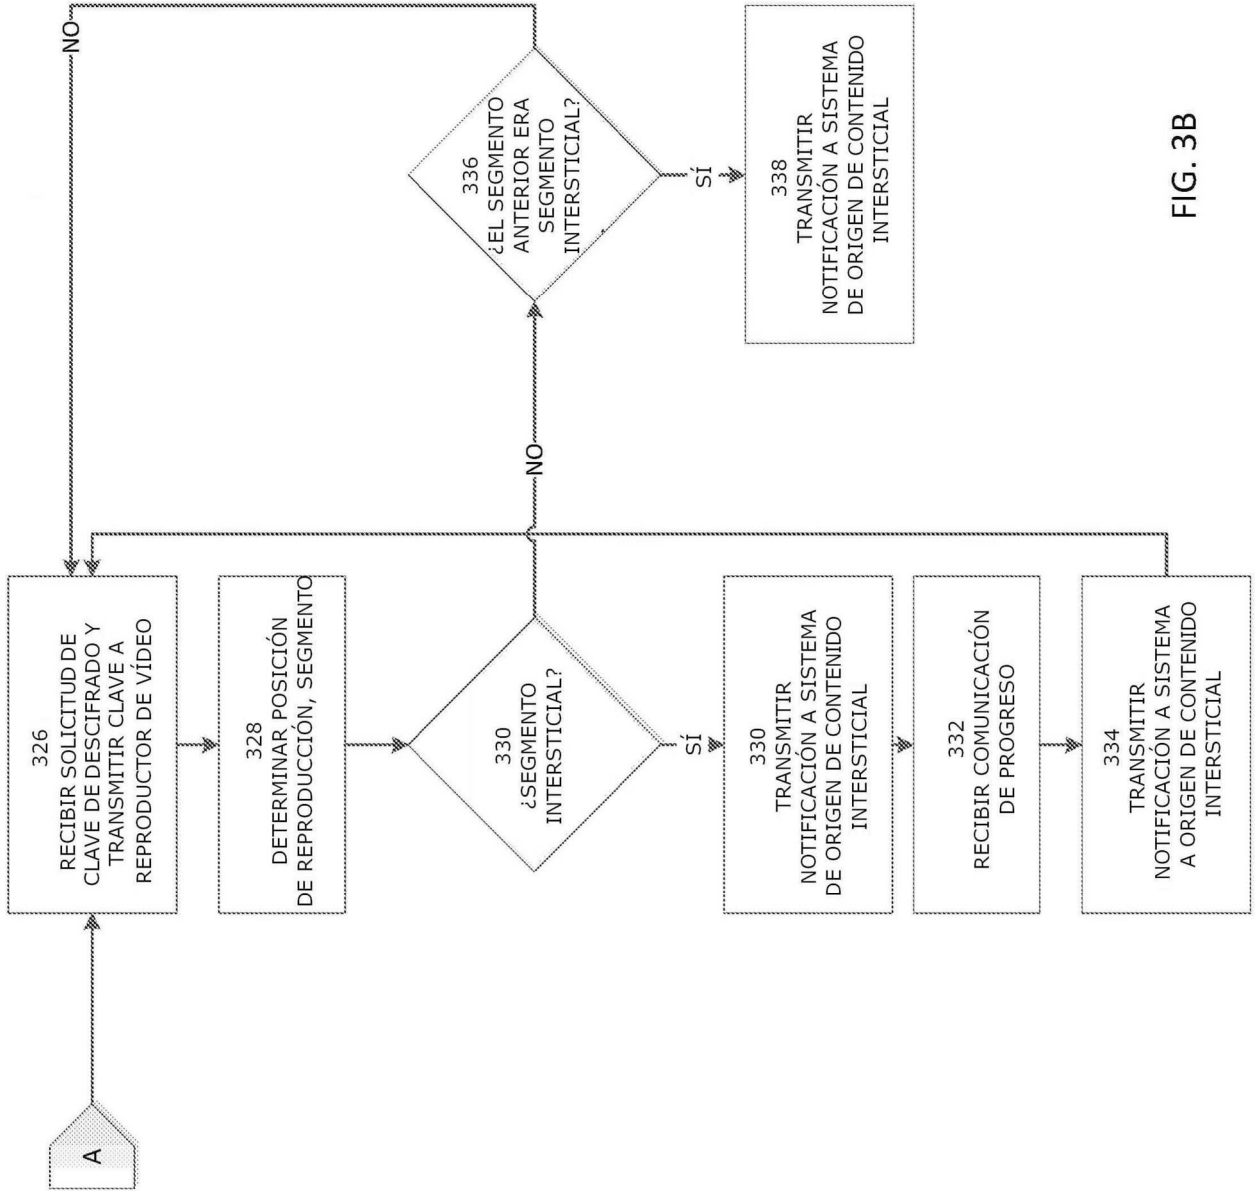 A
326
RECIBIR SOLICITUD DE
CLAVE DE DESCIFRADO Y
TRANSMITIR CLAVE A
REPRODUCTOR DE VÍDEO
328
DETERMINAR POSICIÓN
DE REPRODUCCIÓN, SEGMENTO
330
¿SEGMENTO
INTERSTICIAL?
SÍ
330
TRANSMITIR
NOTIFICACIÓN A SISTEMA
DE ORIGEN DE CONTENIDO
INTERSTICIAL
332
RECIBIR COMUNICACIÓN
DE PROGRESO
334
TRANSMITIR
NOTIFICACIÓN A SISTEMA
A ORIGEN DE CONTENIDO
INTERSTICIAL
NO
336
¿EL SEGMENTO
ANTERIOR ERA
SEGMENTO
INTERSTICIAL?
NO
SÍ
338
TRANSMITIR
NOTIFICACIÓN A SISTEMA
DE ORIGEN DE CONTENIDO
INTERSTICIAL
FIG. 3B